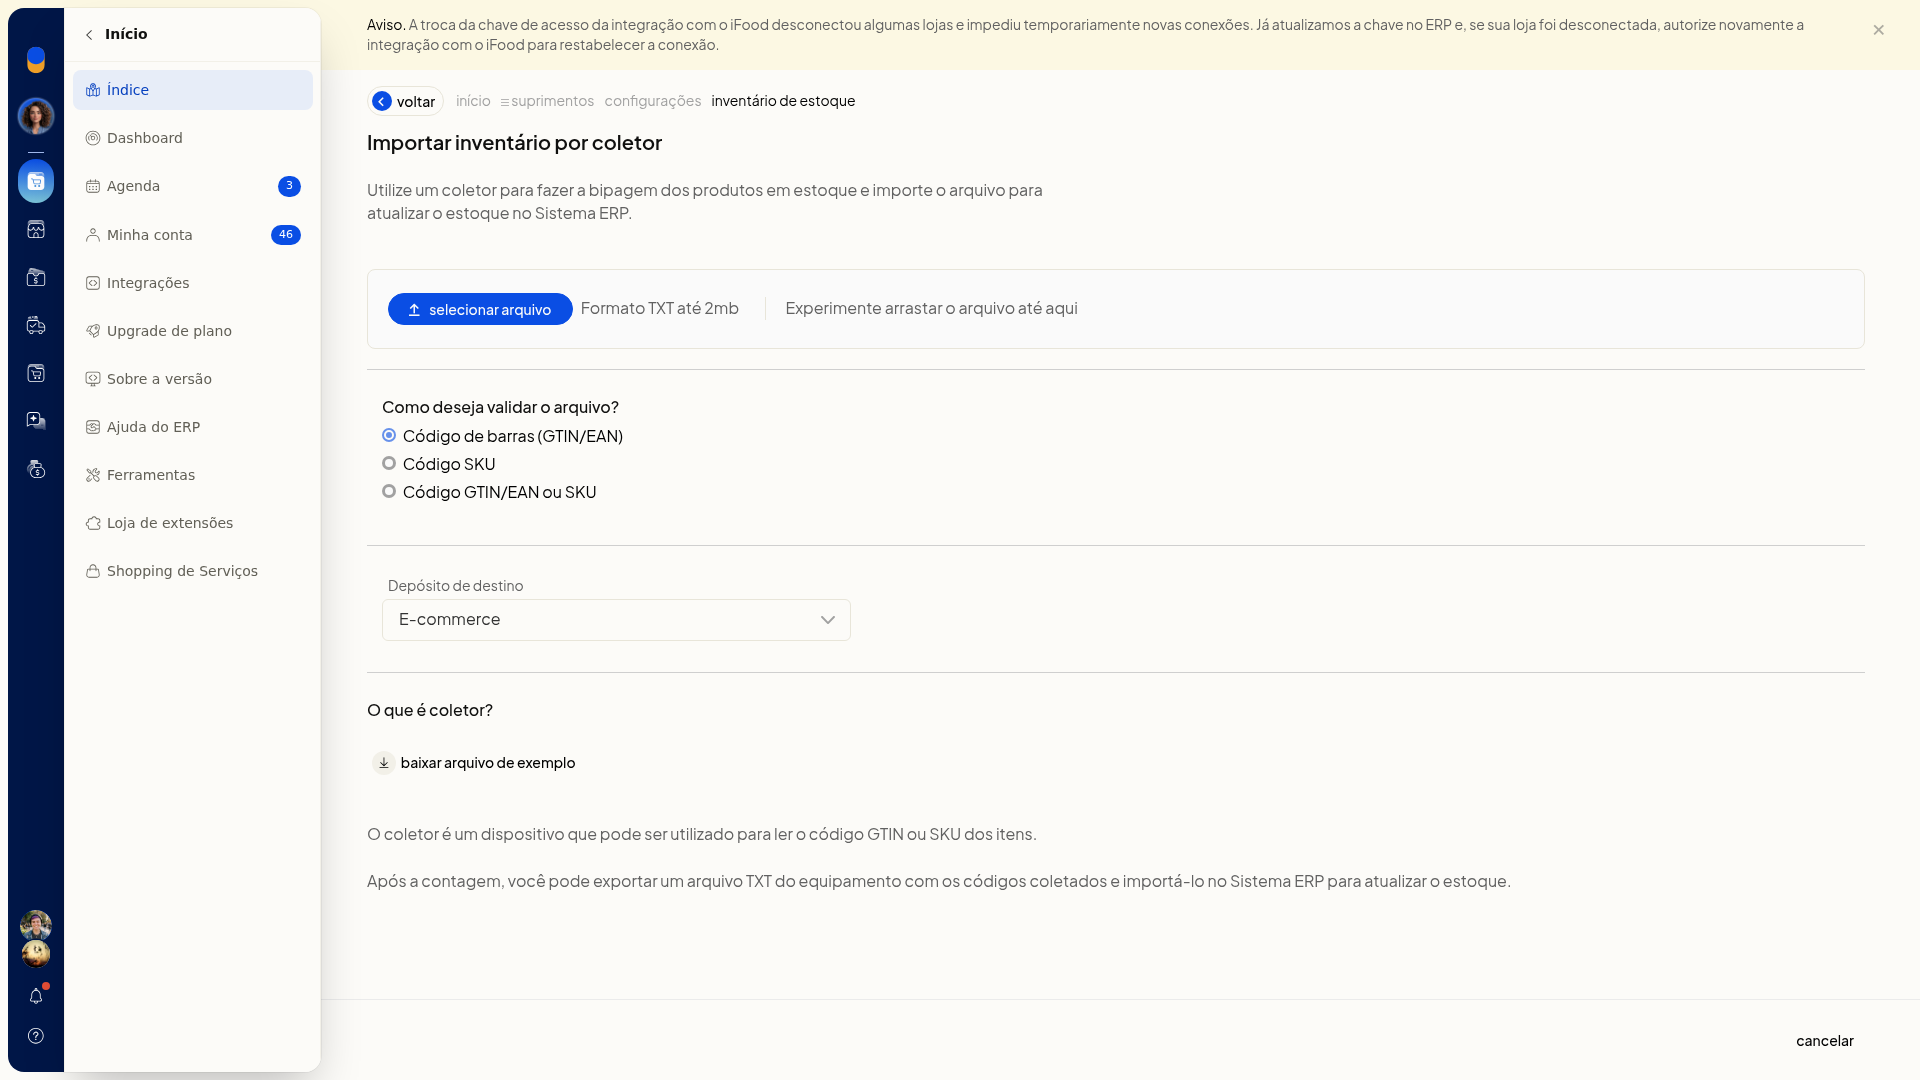 Início
Índice
Dashboard
Agenda 3
Minha conta 46
Integrações
Upgrade de plano
Sobre a versão
Ajuda do ERP
Ferramentas
Loja de extensões
Shopping de Serviços
Aviso. A troca da chave de acesso da integração com o iFood desconectou algumas lojas e impediu temporariamente novas conexões. Já atualizamos a chave no ERP e, se sua loja foi desconectada, autorize novamente a
integração com o iFood para restabelecer a conexão.
voltar início suprimentos configurações inventário de estoque
Importar inventário por coletor
Utilize um coletor para fazer a bipagem dos produtos em estoque e importe o arquivo para
atualizar o estoque no Sistema ERP.
selecionar arquivo Formato TXT até 2mb Experimente arrastar o arquivo até aqui
Como deseja validar o arquivo?
Código de barras (GTIN/EAN)
Código SKU
Código GTIN/EAN ou SKU
Depósito de destino
E-commerce
O que é coletor?
baixar arquivo de exemplo
O coletor é um dispositivo que pode ser utilizado para ler o código GTIN ou SKU dos itens.
Após a contagem, você pode exportar um arquivo TXT do equipamento com os códigos coletados e importá-lo no Sistema ERP para atualizar o estoque.
cancelar